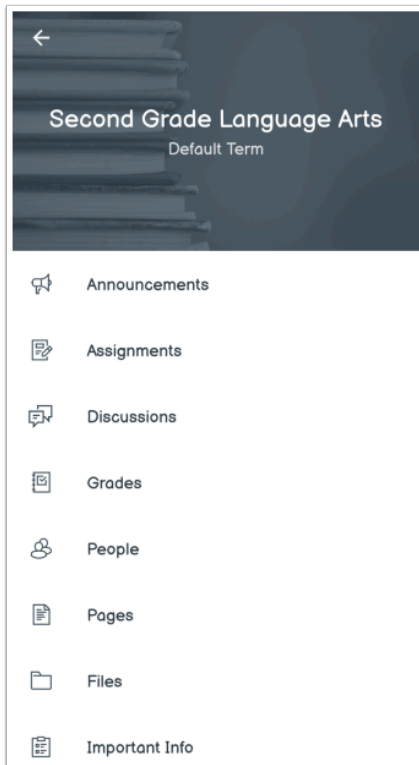 Second Grade Language Arts
Default Term
Announcements
Assignments
Discussions
Grades
People
Pages
Files
Important Info